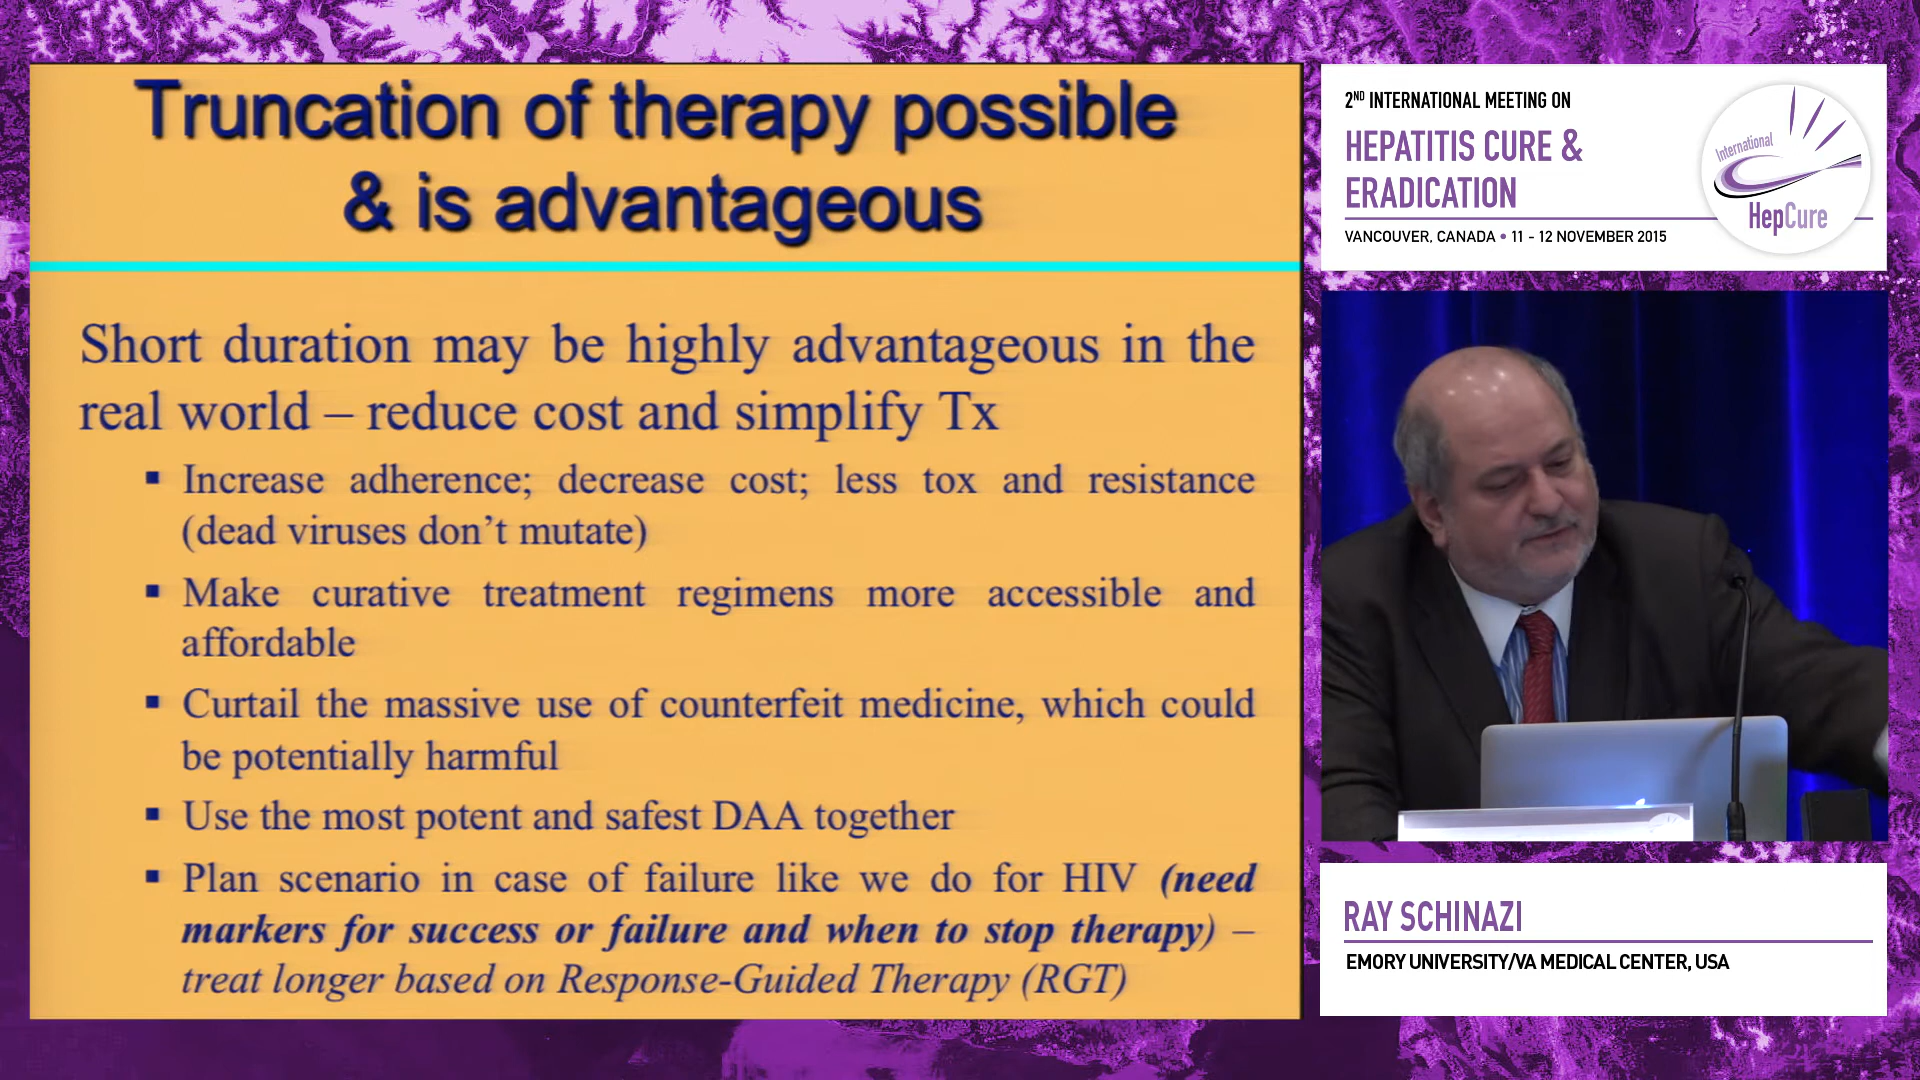 Truncation of therapy possible
& is advantageous
Short duration may be highly advantageous in the
real world – reduce cost and simplify Tx
▪ Increase adherence; decrease cost; less tox and resistance
(dead viruses don’t mutate)
▪ Make curative treatment regimens more accessible and
affordable
▪ Curtail the massive use of counterfeit medicine, which could
be potentially harmful
▪ Use the most potent and safest DAA together
▪ Plan scenario in case of failure like we do for HIV (need
markers for success or failure and when to stop therapy) –
treat longer based on Response-Guided Therapy (RGT)
2ND INTERNATIONAL MEETING ON
HEPATITIS CURE &
ERADICATION
VANCOUVER, CANADA • 11 - 12 NOVEMBER 2015
International
HepCure
RAY SCHINAZI
EMORY UNIVERSITY/VA MEDICAL CENTER, USA